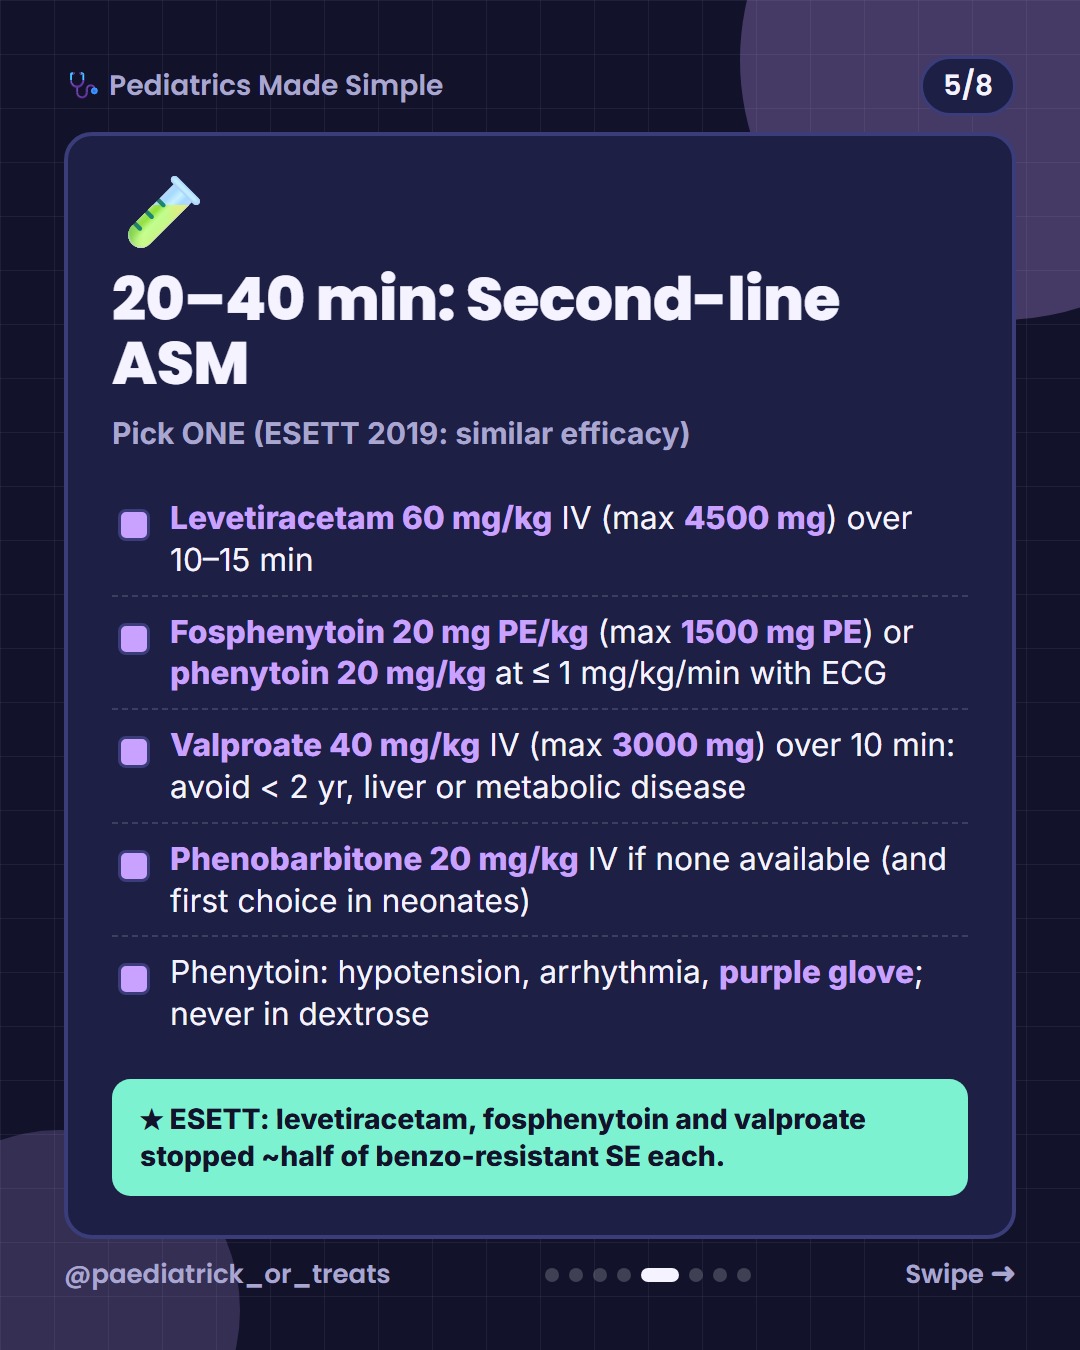 Pediatrics Made Simple
5/8
20–40 min: Second-line
ASM
Pick ONE (ESETT 2019: similar efficacy)
Levetiracetam 60 mg/kg IV (max 4500 mg) over
10–15 min
Fosphenytoin 20 mg PE/kg (max 1500 mg PE) or
phenytoin 20 mg/kg at ≤ 1 mg/kg/min with ECG
Valproate 40 mg/kg IV (max 3000 mg) over 10 min:
avoid < 2 yr, liver or metabolic disease
Phenobarbitone 20 mg/kg IV if none available (and
first choice in neonates)
Phenytoin: hypotension, arrhythmia, purple glove;
never in dextrose
★ ESETT: levetiracetam, fosphenytoin and valproate
stopped ~half of benzo-resistant SE each.
@paediatrick_or_treats
Swipe ➜